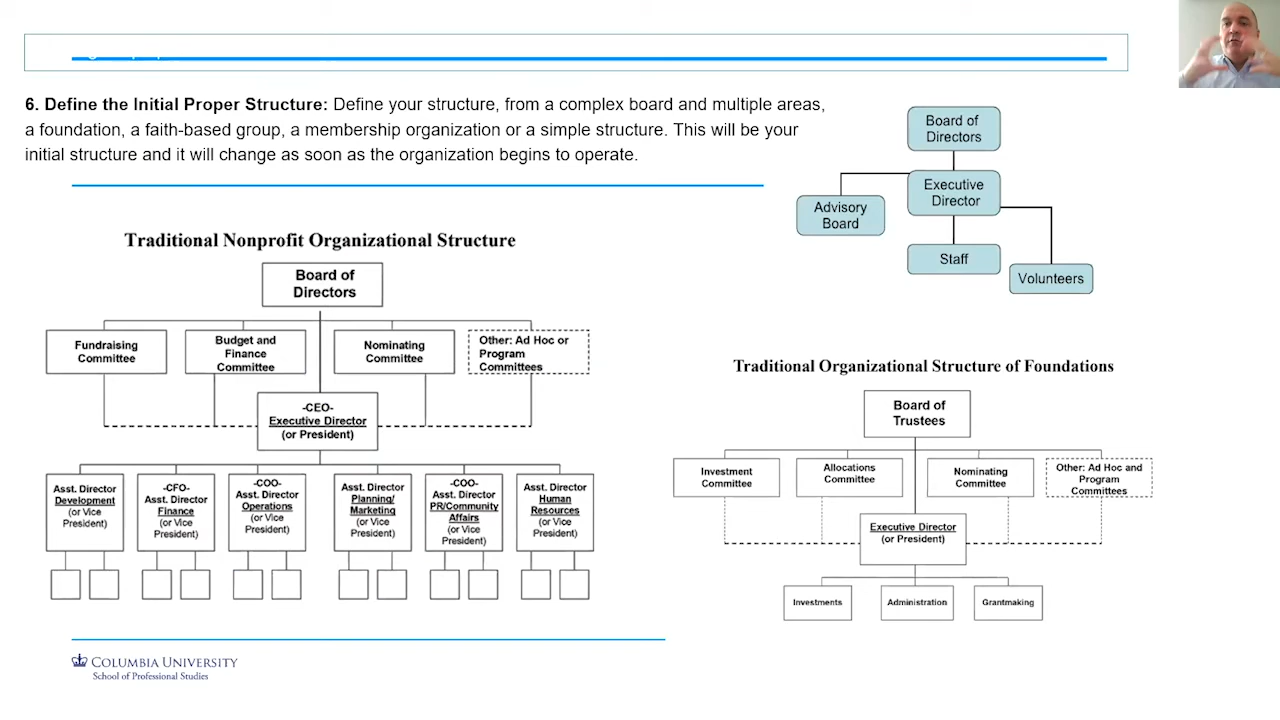 6. Define the Initial Proper Structure: Define your structure, from a complex board and multiple areas,
a foundation, a faith-based group, a membership organization or a simple structure. This will be your
initial structure and it will change as soon as the organization begins to operate.
Board of
Directors
Executive
Director
Advisory
Board
Staff
Volunteers
Traditional Nonprofit Organizational Structure
Board of
Directors
Fundraising
Committee
Budget and
Finance
Committee
Nominating
Committee
Other: Ad Hoc or
Program
Committees
-CEO-
Executive Director
(or President)
Asst. Director
Development
(or Vice
President)
-CFO-
Asst. Director
Finance
(or Vice
President)
-COO-
Asst. Director
Operations
(or Vice
President)
Asst. Director
Planning/
Marketing
(or Vice
President)
-COO-
Asst. Director
PR/Community
Affairs
(or Vice
President)
Asst. Director
Human
Resources
(or Vice
President)
Traditional Organizational Structure of Foundations
Board of
Trustees
Investment
Committee
Allocations
Committee
Nominating
Committee
Other: Ad Hoc and
Program
Committees
Executive Director
(or President)
Investments
Administration
Grantmaking
COLUMBIA UNIVERSITY
School of Professional Studies